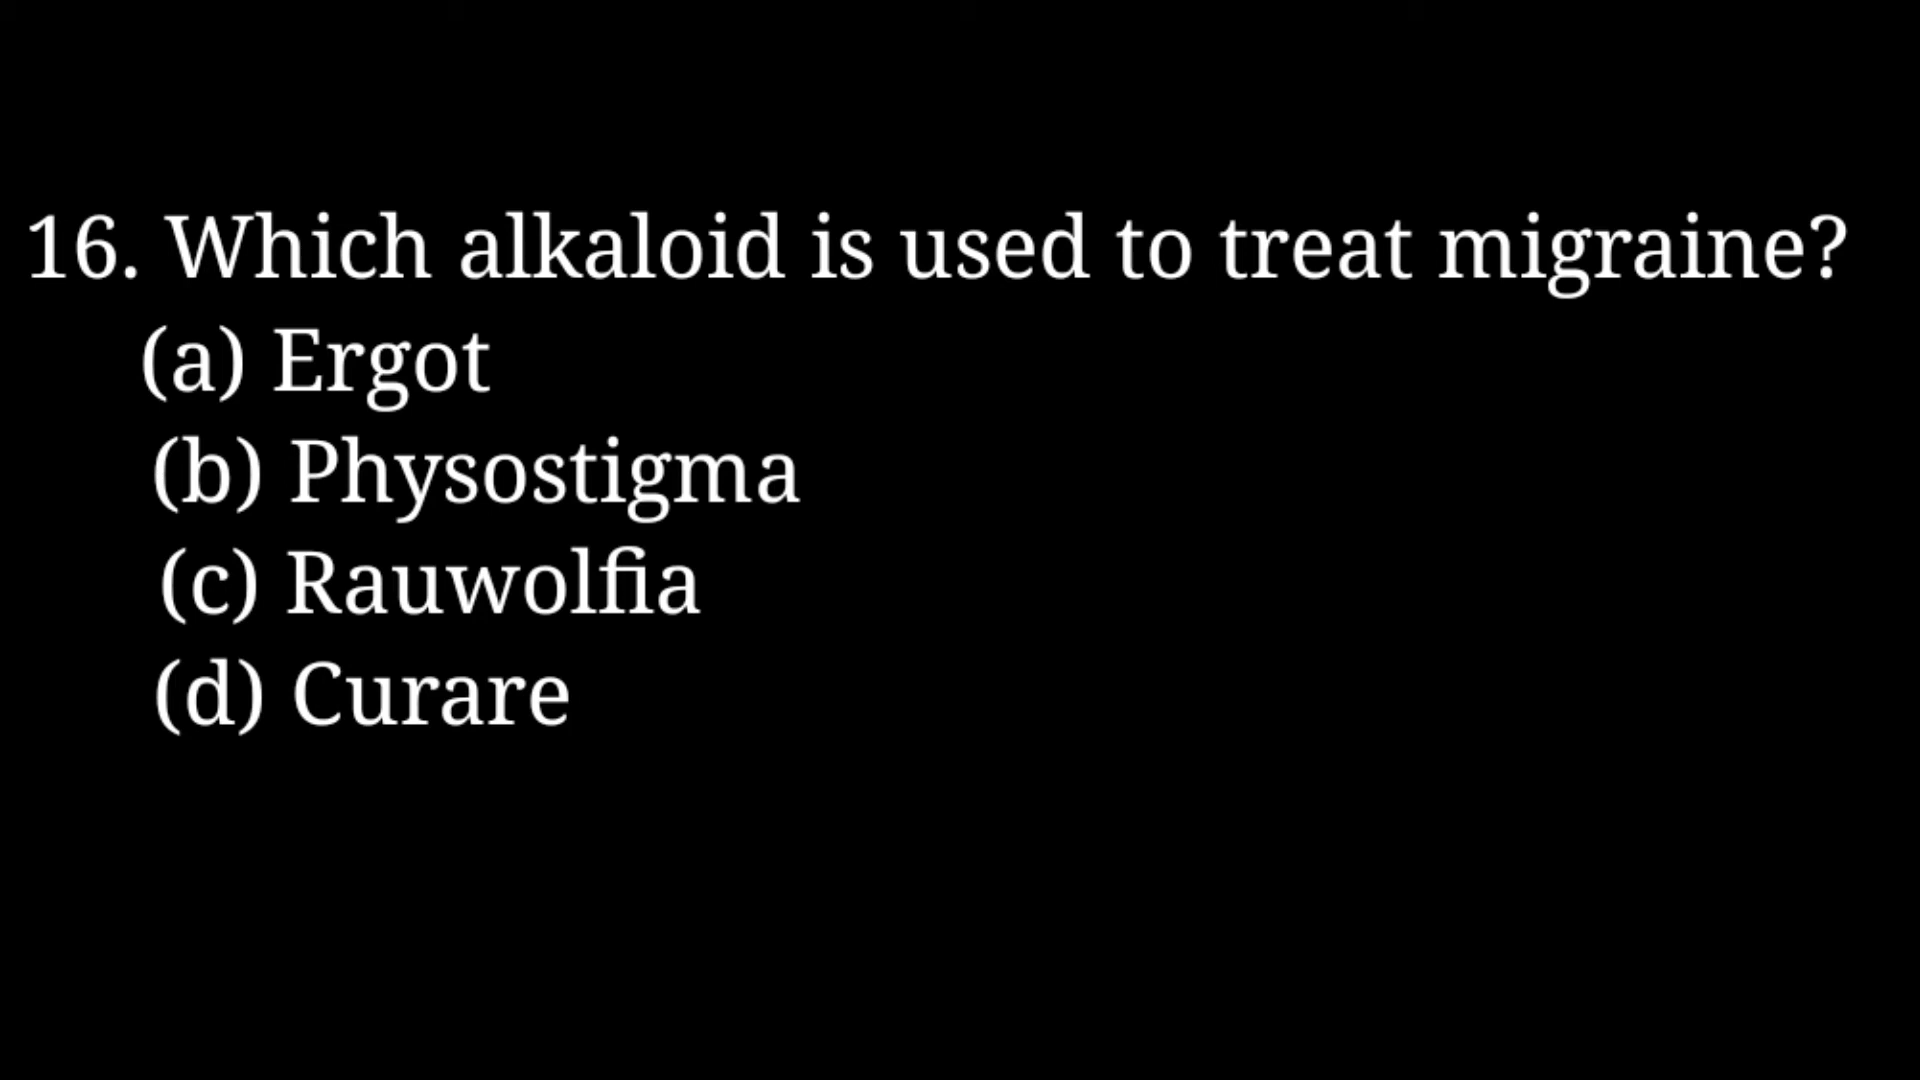 16. Which alkaloid is used to treat migraine?
(a) Ergot
(b) Physostigma
(c) Rauwolfia
(d) Curare